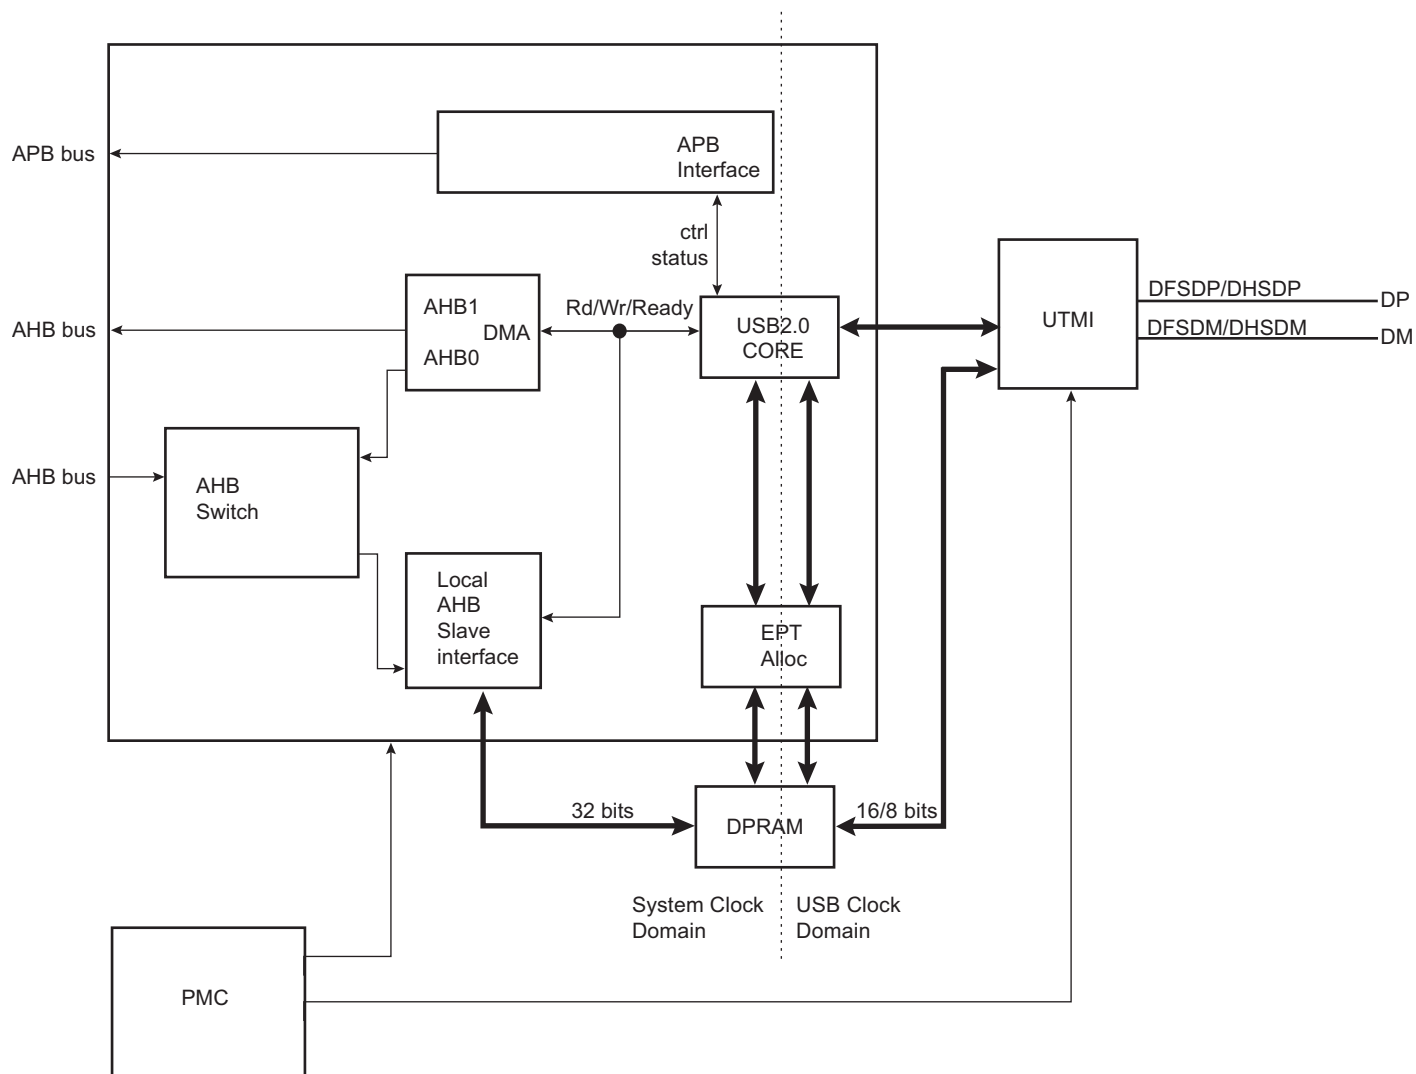 APB bus
APB
Interface
ctrl
status
AHB bus
AHB1
DMA
AHB0
Rd/Wr/Ready
USB2.0
CORE
UTMI
DFSDP/DHSDP
DP
DFSDM/DHSDM
DM
AHB bus
AHB
Switch
Local
AHB
Slave
interface
EPT
Alloc
32 bits
DPRAM
16/8 bits
System Clock
Domain
USB Clock
Domain
PMC